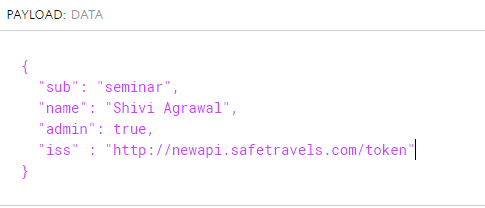 PAYLOAD: DATA
{
"sub": "seminar",
"name": "Shivi Agrawal",
"admin": true,
"iss" : "http://newapi.safetravels.com/token"
}